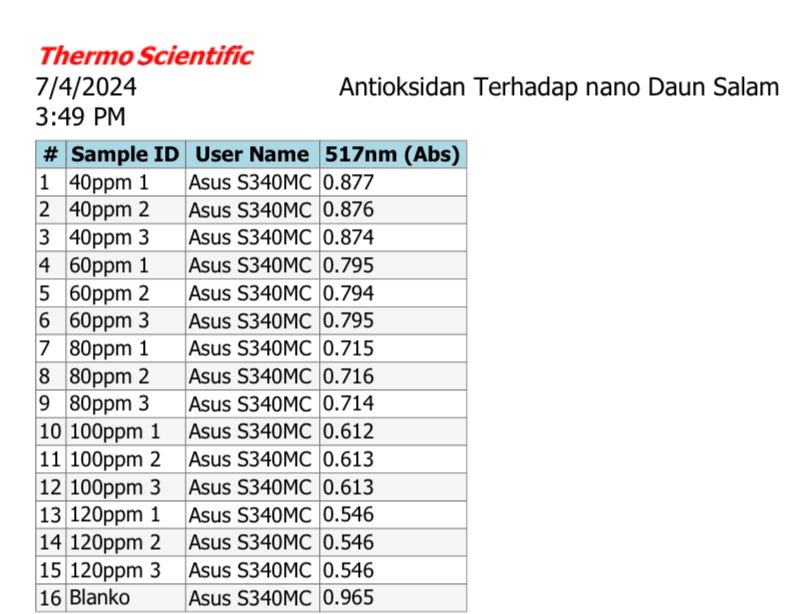 Thermo Scientific
7/4/2024 Antioksidan Terhadap nano Daun Salam
3:49 PM
# Sample ID User Name 517nm (Abs)
1 40ppm 1 Asus S340MC 0.877
2 40ppm 2 Asus S340MC 0.876
3 40ppm 3 Asus S340MC 0.874
4 60ppm 1 Asus S340MC 0.795
5 60ppm 2 Asus S340MC 0.794
6 60ppm 3 Asus S340MC 0.795
7 80ppm 1 Asus S340MC 0.715
8 80ppm 2 Asus S340MC 0.716
9 80ppm 3 Asus S340MC 0.714
10 100ppm 1 Asus S340MC 0.612
11 100ppm 2 Asus S340MC 0.613
12 100ppm 3 Asus S340MC 0.613
13 120ppm 1 Asus S340MC 0.546
14 120ppm 2 Asus S340MC 0.546
15 120ppm 3 Asus S340MC 0.546
16 Blanko Asus S340MC 0.965